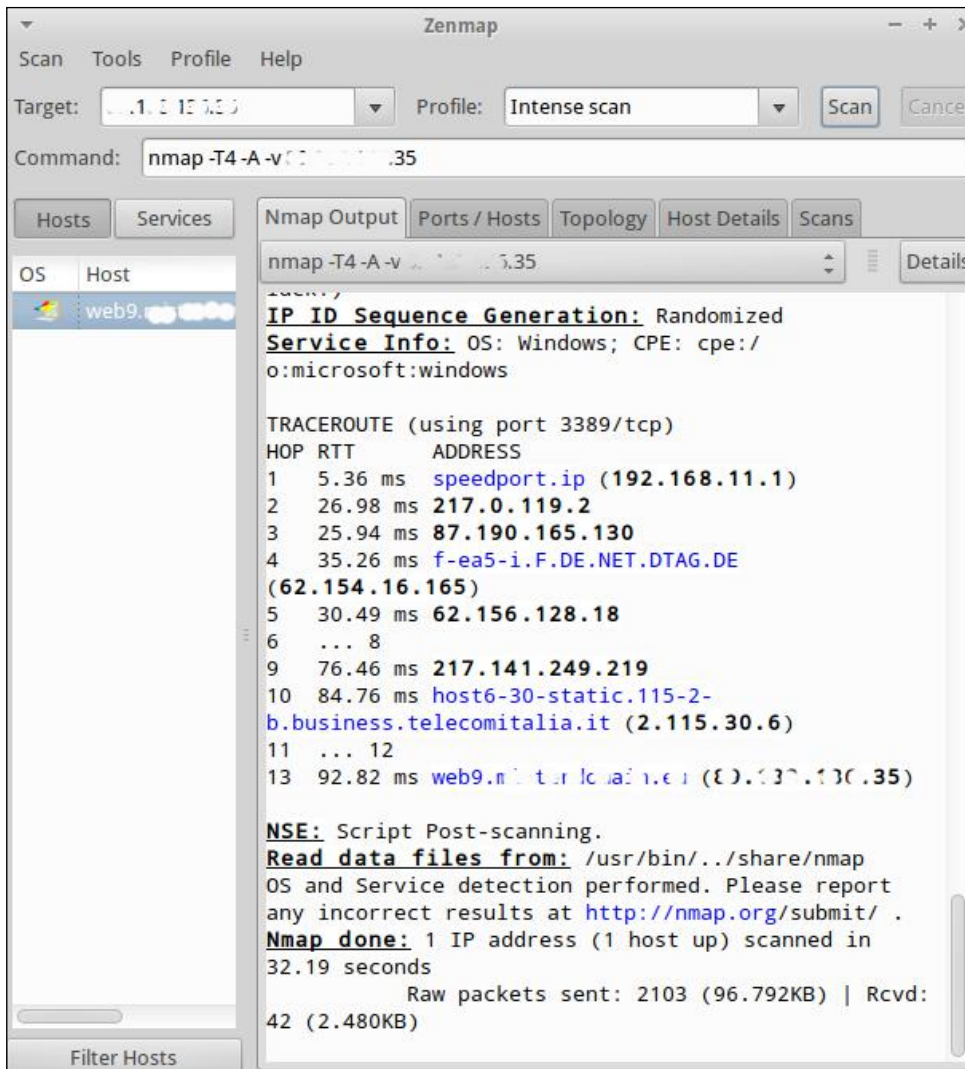 Zenmap
Scan Tools Profile Help
Target: Profile: Intense scan Scan Cance
Command: nmap -T4 -A -v .35
Hosts Services
Nmap Output Ports / Hosts Topology Host Details Scans
nmap -T4 -A -v .35 Details
OS Host
web9.
IP ID Sequence Generation: Randomized
Service Info: OS: Windows; CPE: cpe:/
o:microsoft:windows
TRACEROUTE (using port 3389/tcp)
HOP RTT ADDRESS
1 5.36 ms speedport.ip (192.168.11.1)
2 26.98 ms 217.0.119.2
3 25.94 ms 87.190.165.130
4 35.26 ms f-ea5-i.F.DE.NET.DTAG.DE
(62.154.16.165)
5 30.49 ms 62.156.128.18
6 ... 8
9 76.46 ms 217.141.249.219
10 84.76 ms host6-30-static.115-2-
b.business.telecomitalia.it (2.115.30.6)
11 ... 12
13 92.82 ms web9. .35)
NSE: Script Post-scanning.
Read data files from: /usr/bin/../share/nmap
OS and Service detection performed. Please report
any incorrect results at http://nmap.org/submit/ .
Nmap done: 1 IP address (1 host up) scanned in
32.19 seconds
Raw packets sent: 2103 (96.792KB) | Rcvd:
42 (2.480KB)
Filter Hosts